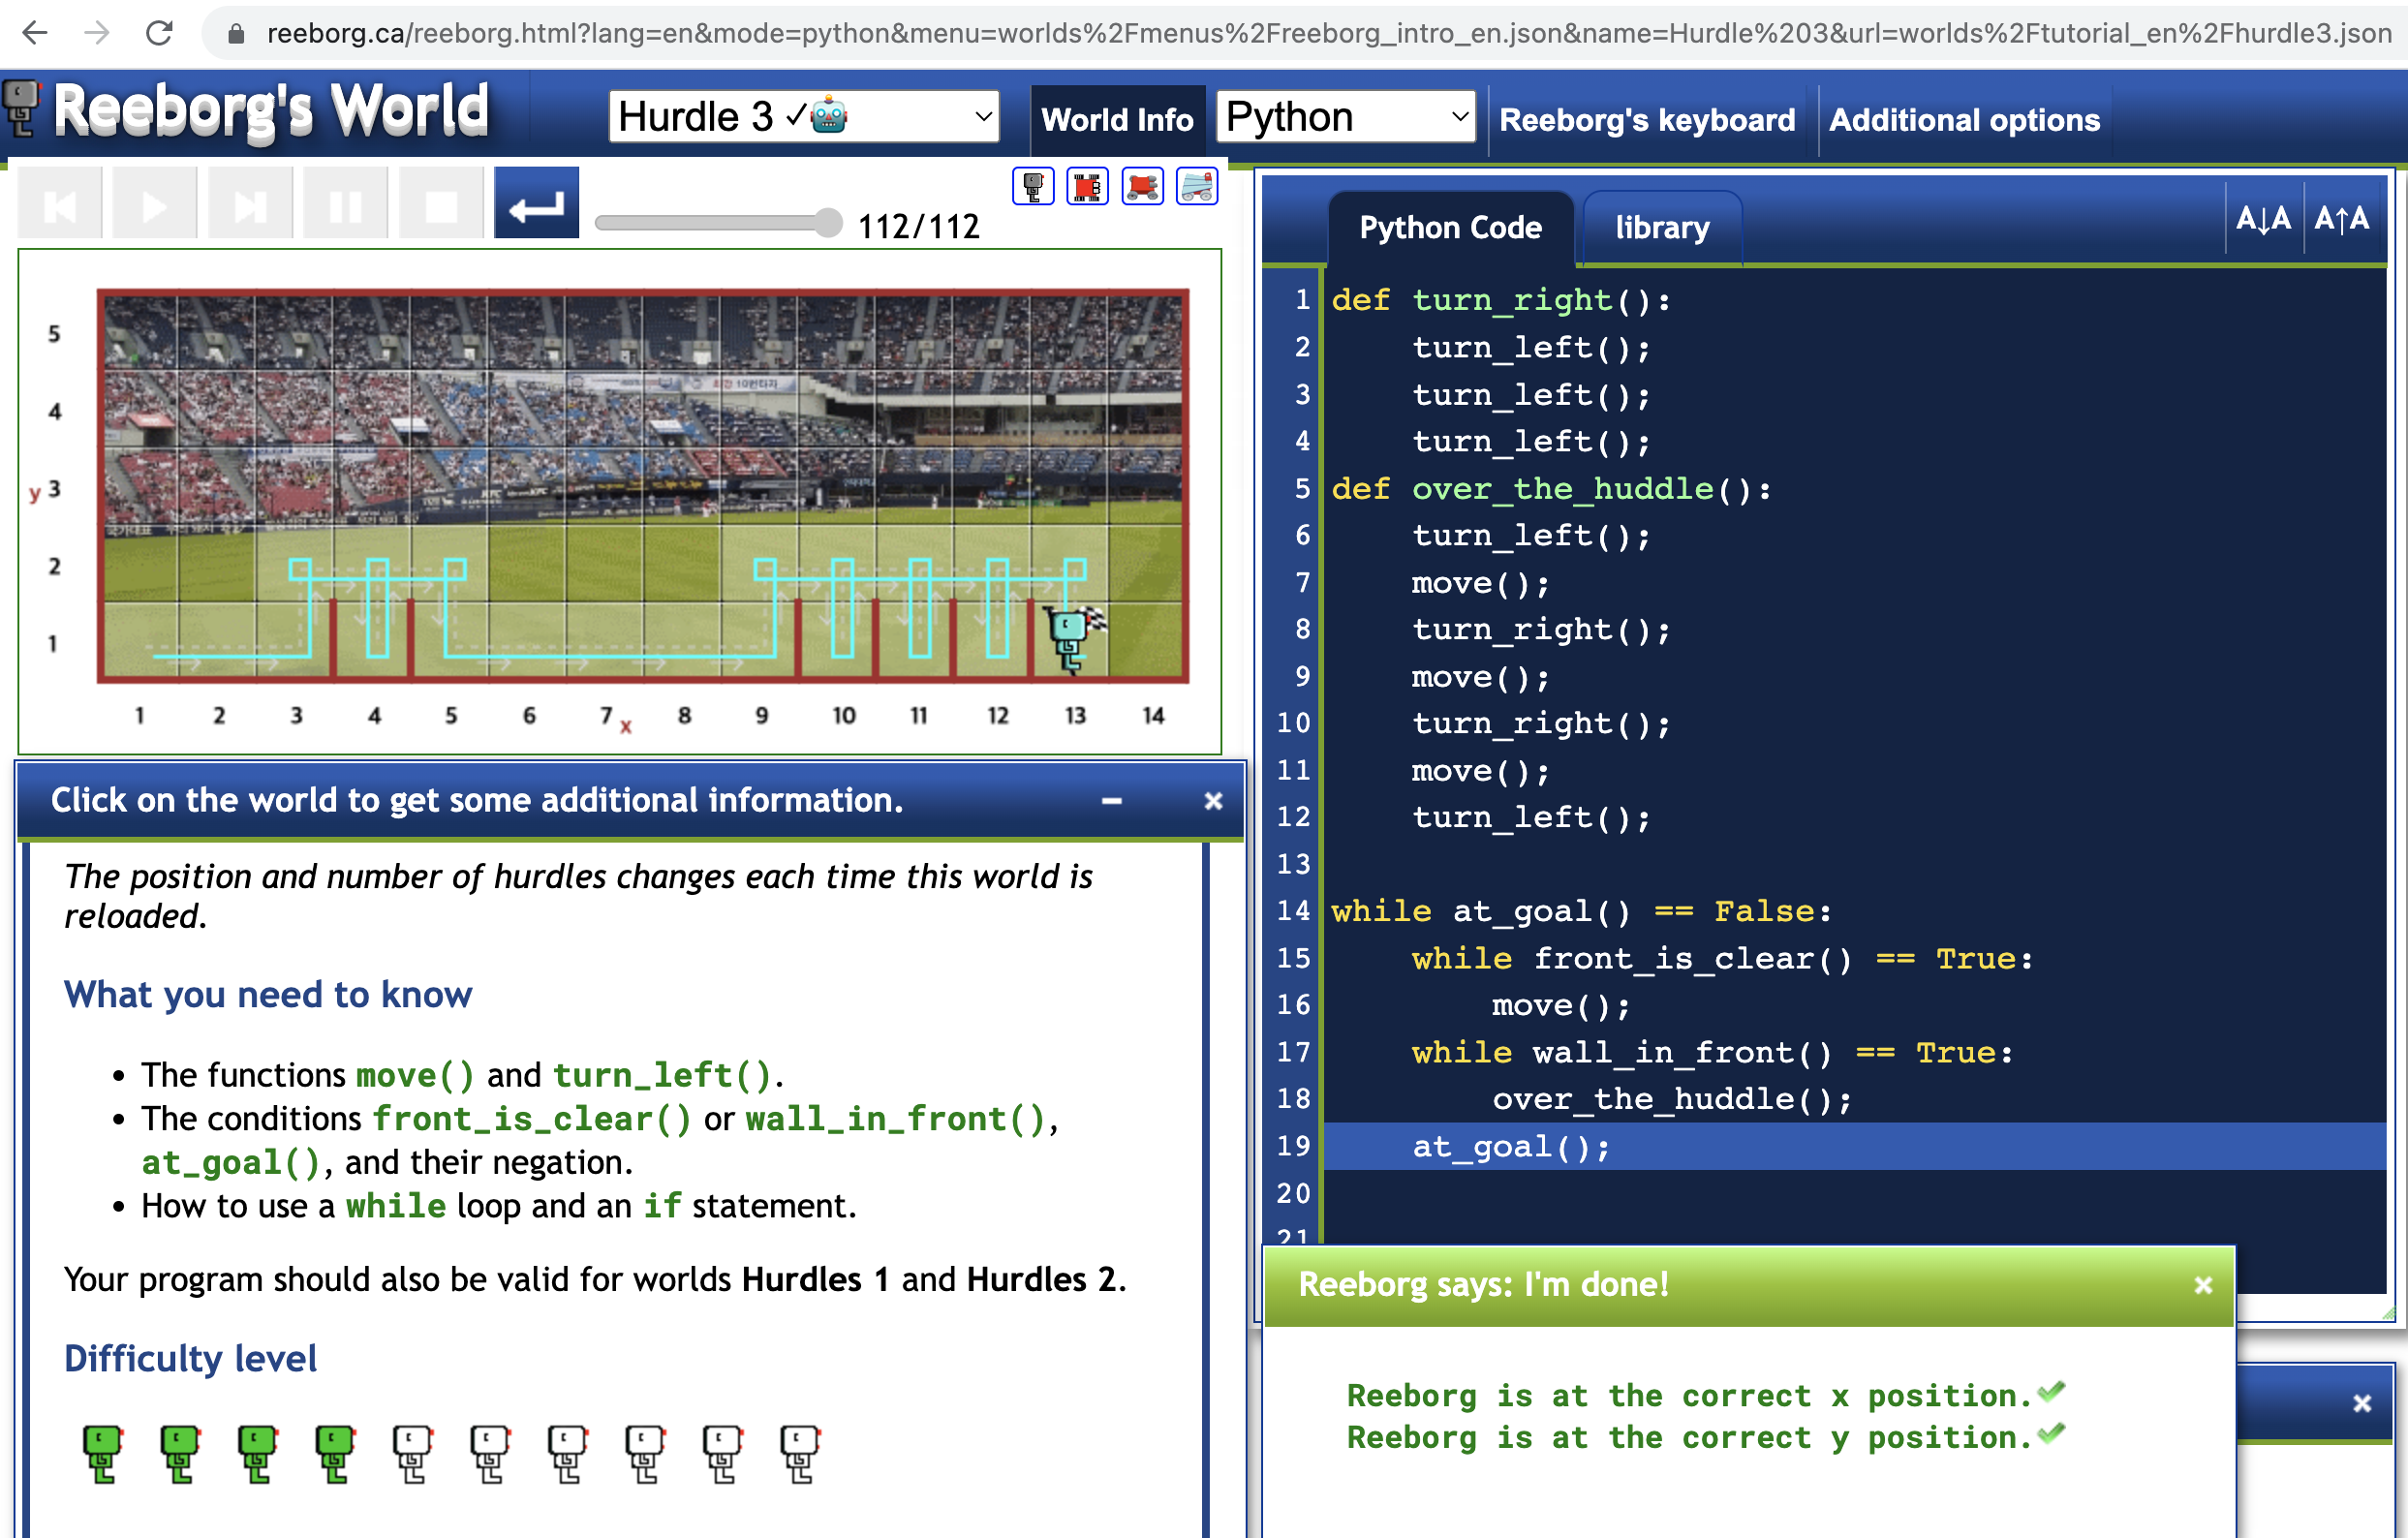 reeborg.ca/reeborg.html?lang=en&mode=python&menu=worlds%2Fmenus%2Freeborg_intro_en.json&name=Hurdle%203&url=worlds%2Ftutorial_en%2Fhurdle3.json
Reeborg's World
Hurdle 3 ✓🤖
World Info
Python
Reeborg's keyboard
Additional options
112/112
5
4
y 3
2
1
1 2 3 4 5 6 7 x 8 9 10 11 12 13 14
Click on the world to get some additional information.
The position and number of hurdles changes each time this world is
reloaded.
What you need to know
• The functions move() and turn_left().
• The conditions front_is_clear() or wall_in_front(),
at_goal(), and their negation.
• How to use a while loop and an if statement.
Your program should also be valid for worlds Hurdles 1 and Hurdles 2.
Difficulty level
Python Code
library
A↓A
A↑A
1 def turn_right():
2     turn_left();
3     turn_left();
4     turn_left();
5 def over_the_huddle():
6     turn_left();
7     move();
8     turn_right();
9     move();
10     turn_right();
11     move();
12     turn_left();
13
14 while at_goal() == False:
15     while front_is_clear() == True:
16         move();
17     while wall_in_front() == True:
18         over_the_huddle();
19     at_goal();
20
21
Reeborg says: I'm done!
Reeborg is at the correct x position.
Reeborg is at the correct y position.